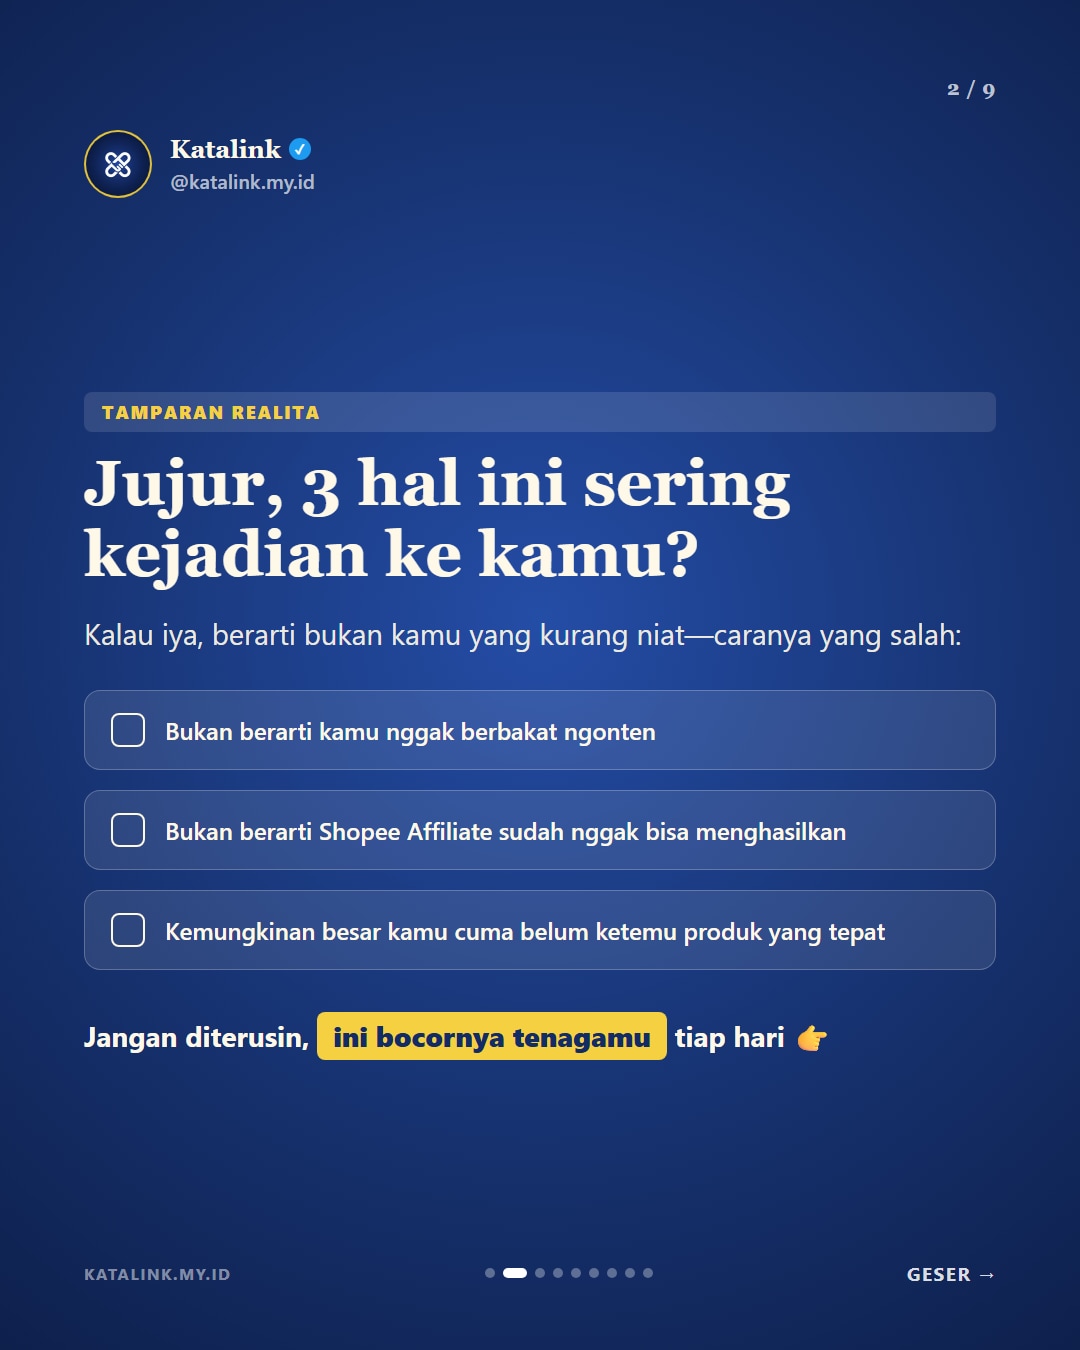 2 / 9
Katalink
@katalink.my.id
TAMPARAN REALITA
Jujur, 3 hal ini sering
kejadian ke kamu?
Kalau iya, berarti bukan kamu yang kurang niat—caranya yang salah:
Bukan berarti kamu nggak berbakat ngonten
Bukan berarti Shopee Affiliate sudah nggak bisa menghasilkan
Kemungkinan besar kamu cuma belum ketemu produk yang tepat
Jangan diterusin, ini bocornya tenagamu tiap hari 👉
KATALINK.MY.ID
GESER →